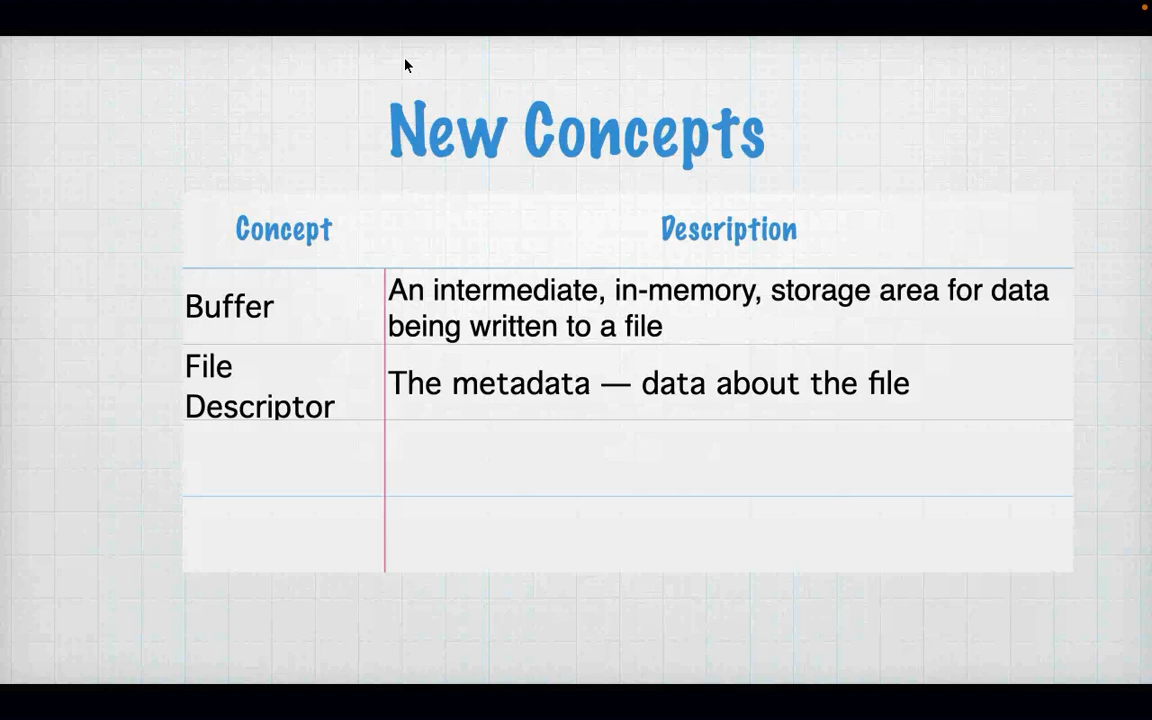 New Concepts
Concept
Description
Buffer
An intermediate, in-memory, storage area for data
being written to a file
File
Descriptor
The metadata — data about the file